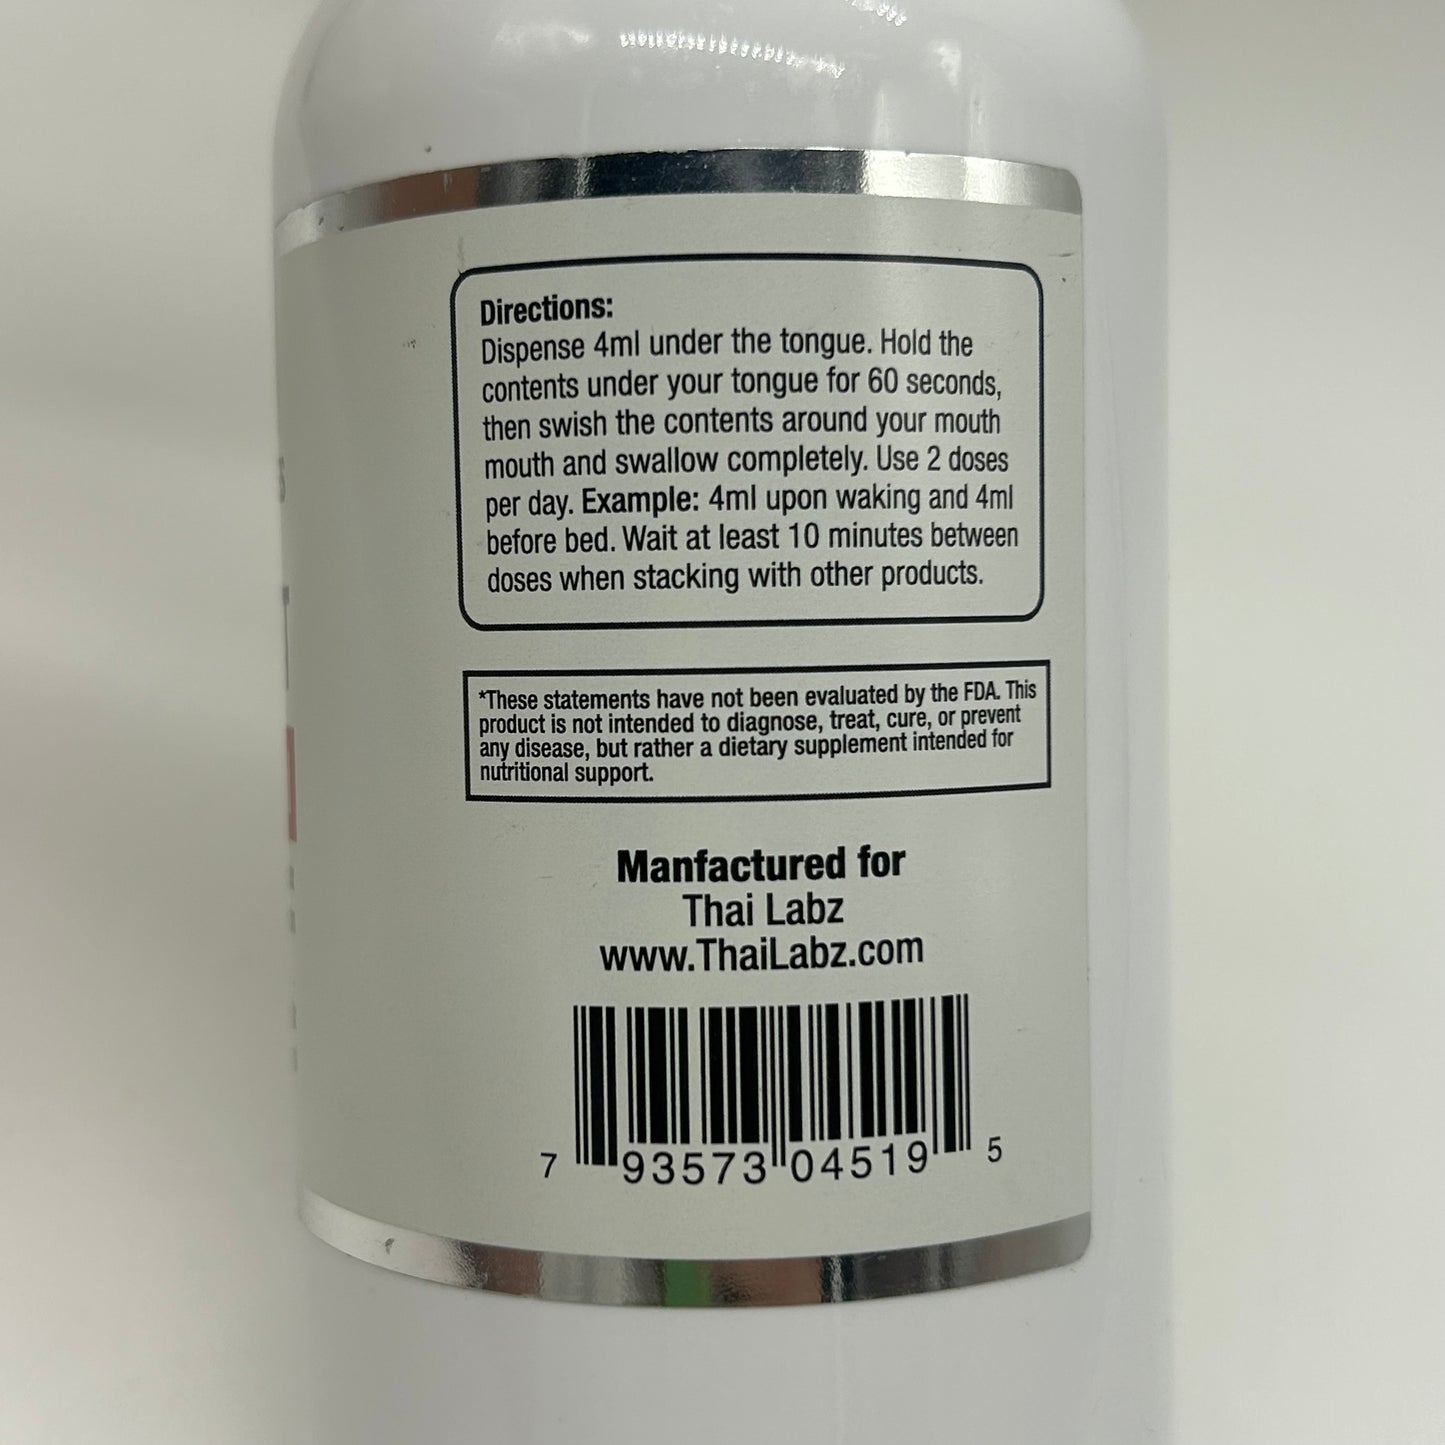 Directions:
Dispense 4ml under the tongue. Hold the
contents under your tongue for 60 seconds,
then swish the contents around your mouth
mouth and swallow completely. Use 2 doses
per day. Example: 4ml upon waking and 4ml
before bed. Wait at least 10 minutes between
doses when stacking with other products.
*These statements have not been evaluated by the FDA. This
product is not intended to diagnose, treat, cure, or prevent
any disease, but rather a dietary supplement intended for
nutritional support.
Manfactured for
Thai Labz
www.ThaiLabz.com
7 93573 04519 5